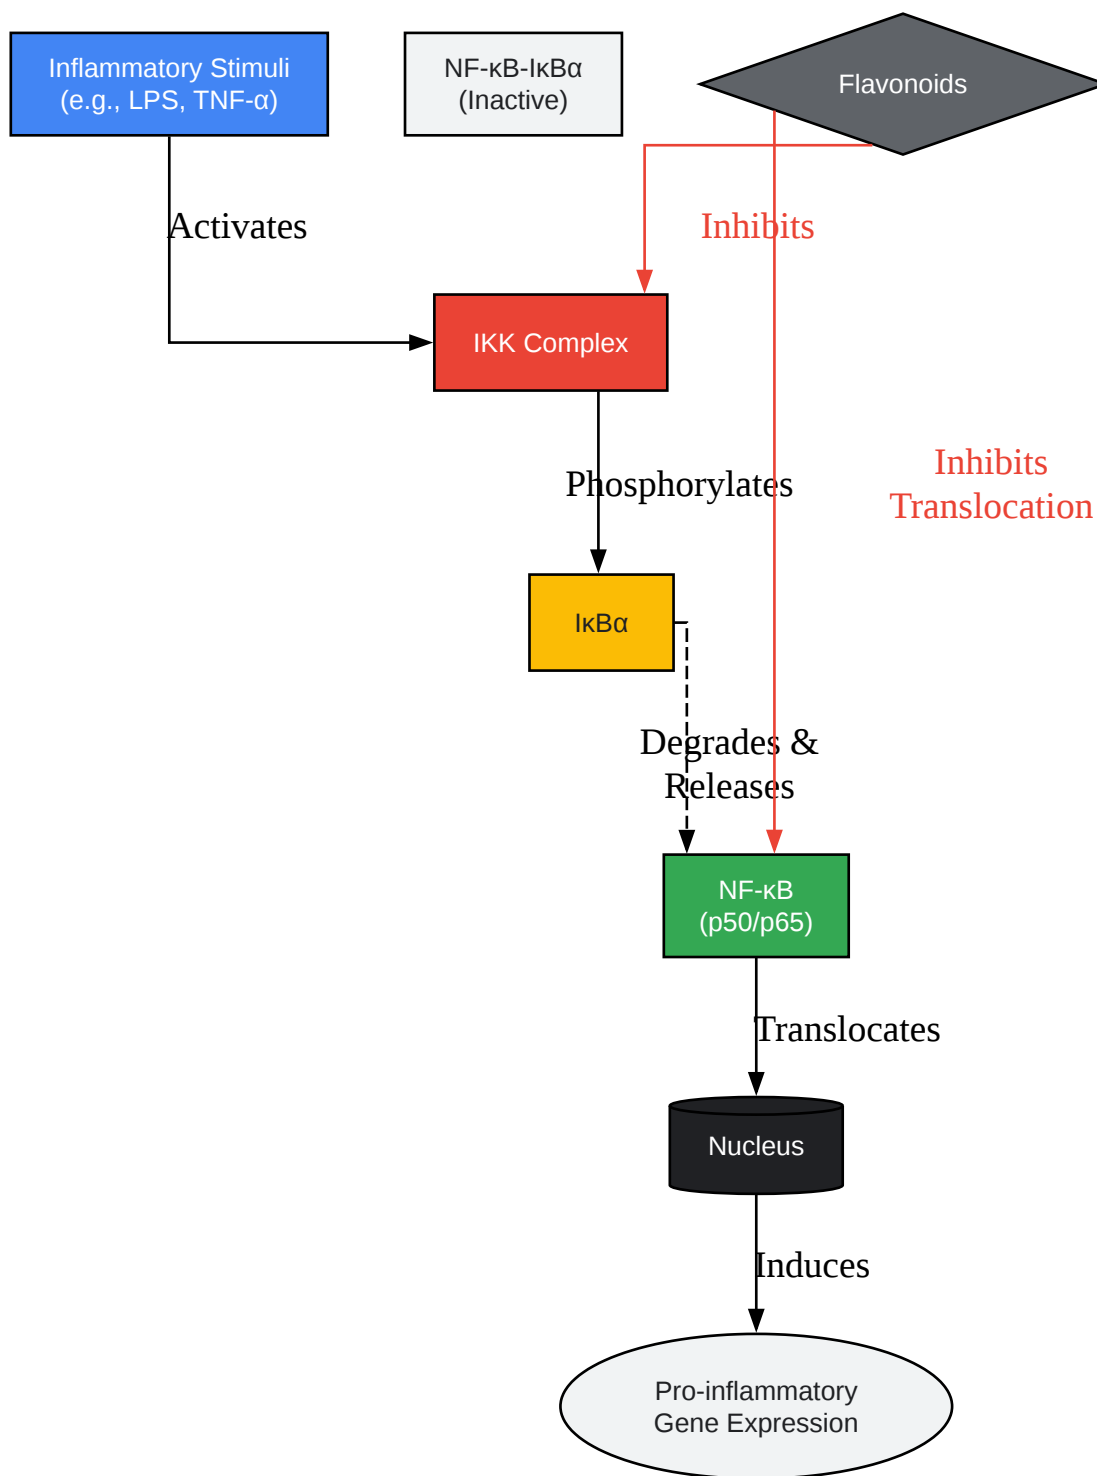 Inflammatory Stimuli
(e.g., LPS, TNF-α)
NF-κB-IκBα
(Inactive)
Flavonoids
Activates
Inhibits
IKK Complex
Inhibits
Translocation
Phosphorylates
IκBα
Degrades &
Releases
NF-κB
(p50/p65)
Translocates
Nucleus
Induces
Pro-inflammatory
Gene Expression